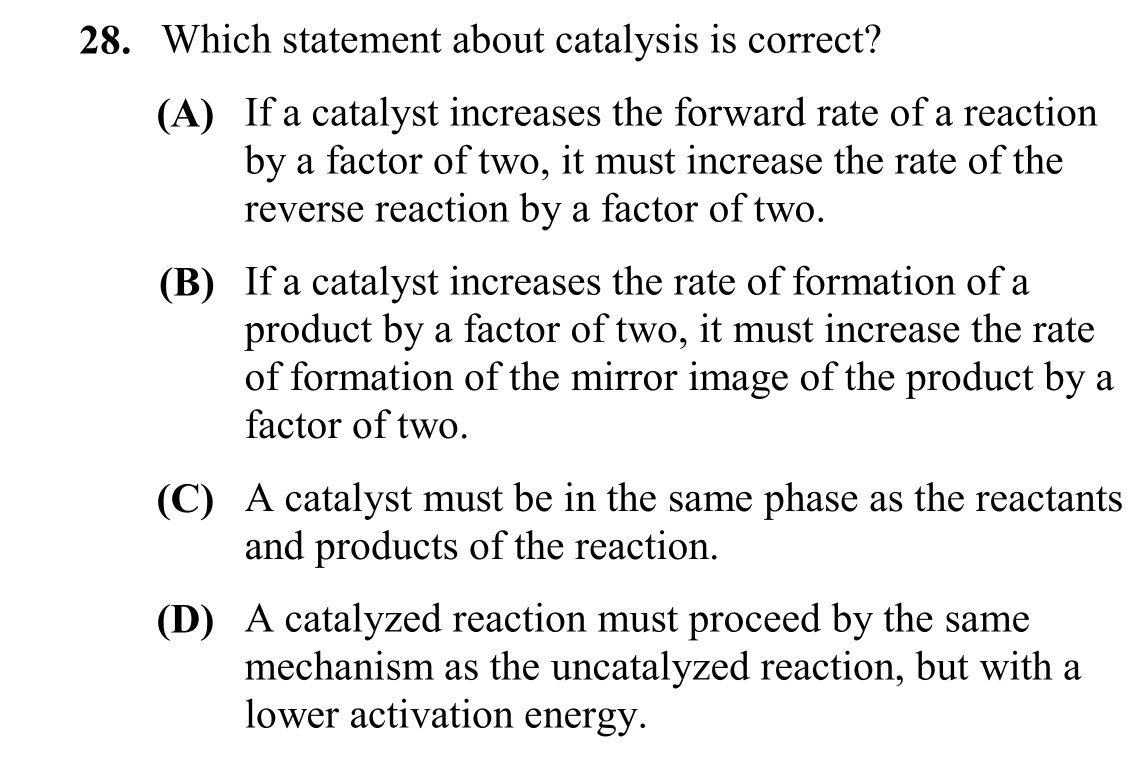 28. Which statement about catalysis is correct?
(A) If a catalyst increases the forward rate of a reaction
by a factor of two, it must increase the rate of the
reverse reaction by a factor of two.
(B) If a catalyst increases the rate of formation of a
product by a factor of two, it must increase the rate
of formation of the mirror image of the product by a
factor of two.
(C) A catalyst must be in the same phase as the reactants
and products of the reaction.
(D) A catalyzed reaction must proceed by the same
mechanism as the uncatalyzed reaction, but with a
lower activation energy.